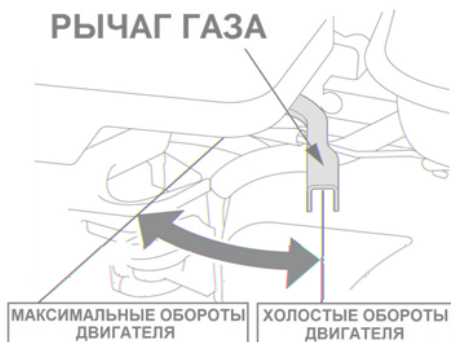 РЫЧАГ ГАЗА
МАКСИМАЛЬНЫЕ ОБОРОТЫ
ДВИГАТЕЛЯ
ХОЛОСТЫЕ ОБОРОТЫ
ДВИГАТЕЛЯ